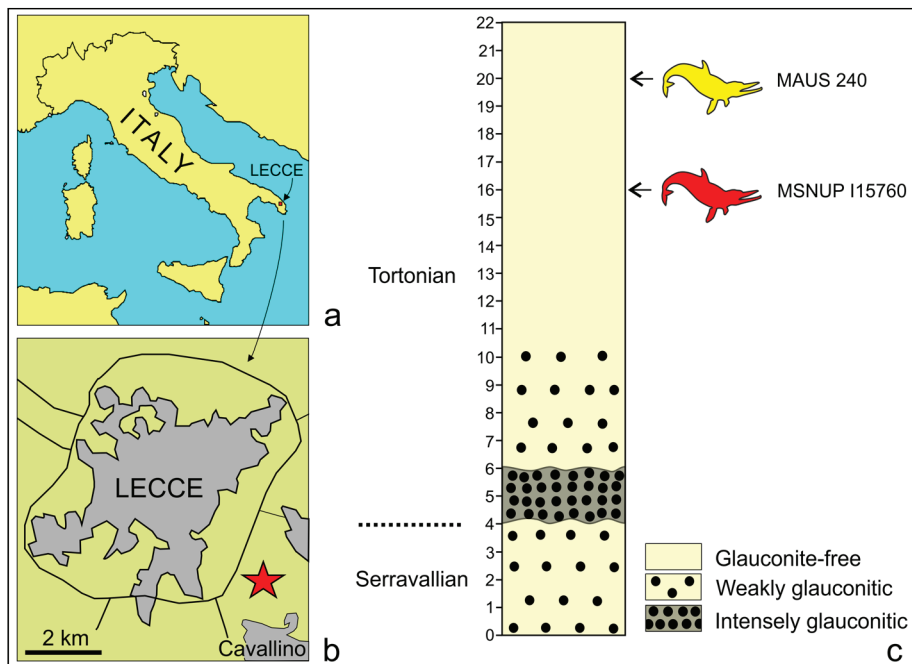 ITALY
LECCE
a
LECCE
2 km
Cavallino
b
22
21
20
19
18
17
16
15
14
13
12
11
10
9
8
7
6
5
4
3
2
1
0
Tortonian
Serravallian
MAUS 240
MSNUP I15760
Glauconite-free
Weakly glauconitic
Intensely glauconitic
c